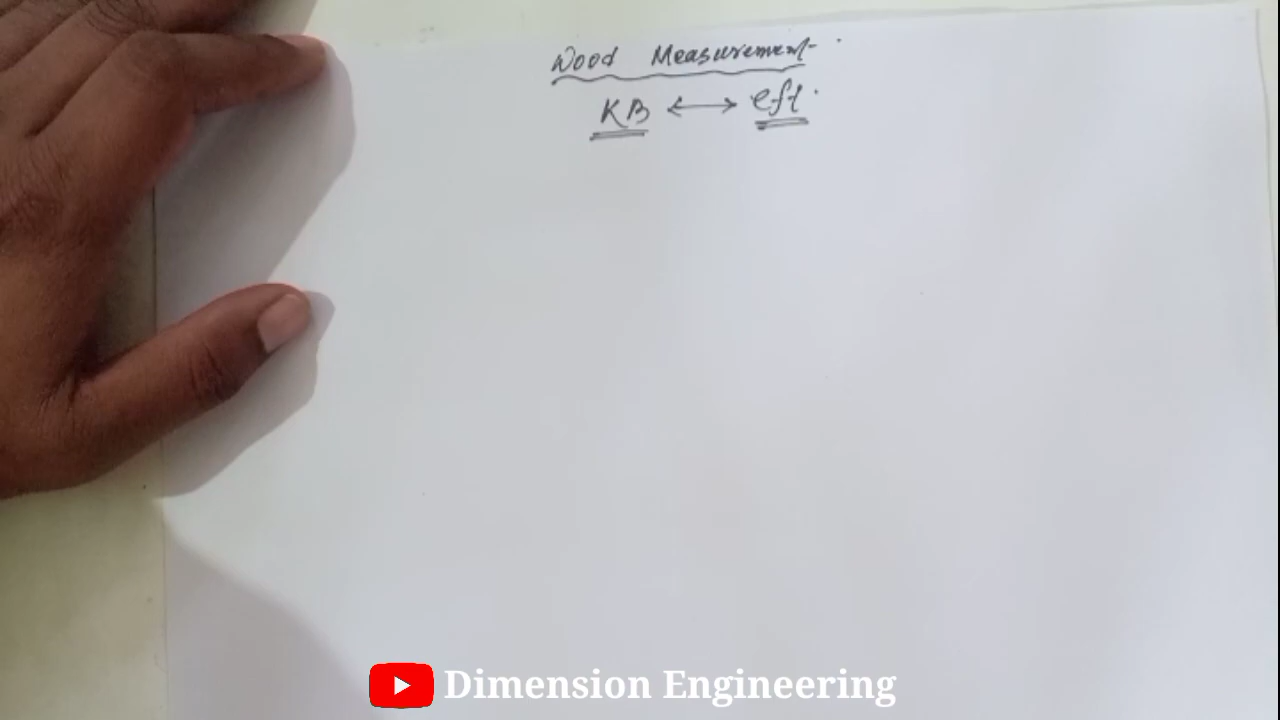 Wood Measurement
KB ↔ cft.
Dimension Engineering